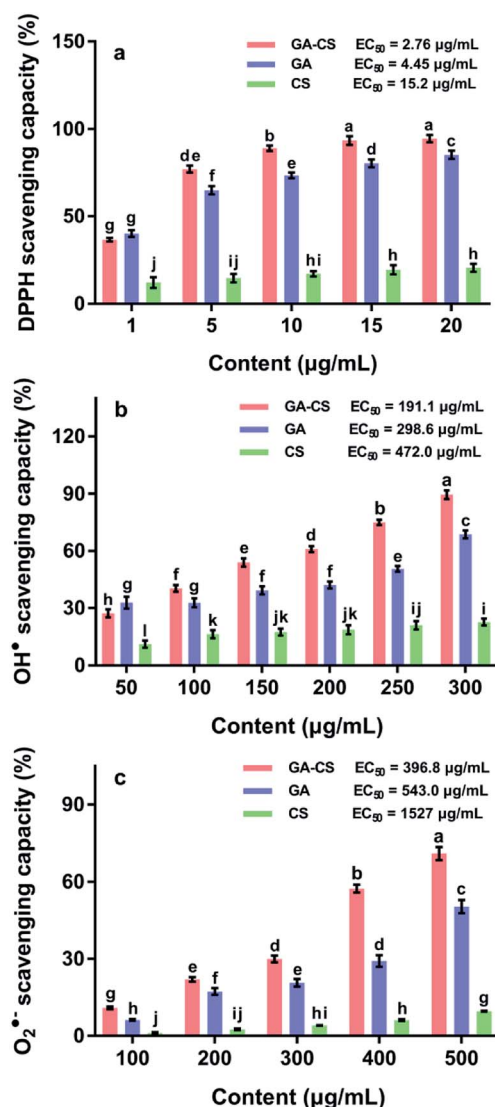 a
GA-CS EC₅₀ = 2.76 µg/mL
GA EC₅₀ = 4.45 µg/mL
CS EC₅₀ = 15.2 µg/mL
DPPH scavenging capacity (%)
150
100
50
0
g g j
de f ij
b e hi
a d h
a c h
1 5 10 15 20
Content (µg/mL)
b
GA-CS EC₅₀ = 191.1 µg/mL
GA EC₅₀ = 298.6 µg/mL
CS EC₅₀ = 472.0 µg/mL
OH• scavenging capacity (%)
120
90
60
30
0
h g l
f g k
e f jk
d f jk
b e ij
a c i
50 100 150 200 250 300
Content (µg/mL)
c
GA-CS EC₅₀ = 396.8 µg/mL
GA EC₅₀ = 543.0 µg/mL
CS EC₅₀ = 1527 µg/mL
O₂•- scavenging capacity (%)
90
60
30
0
g h j
e f ij
d e hi
b d h
a c g
100 200 300 400 500
Content (µg/mL)